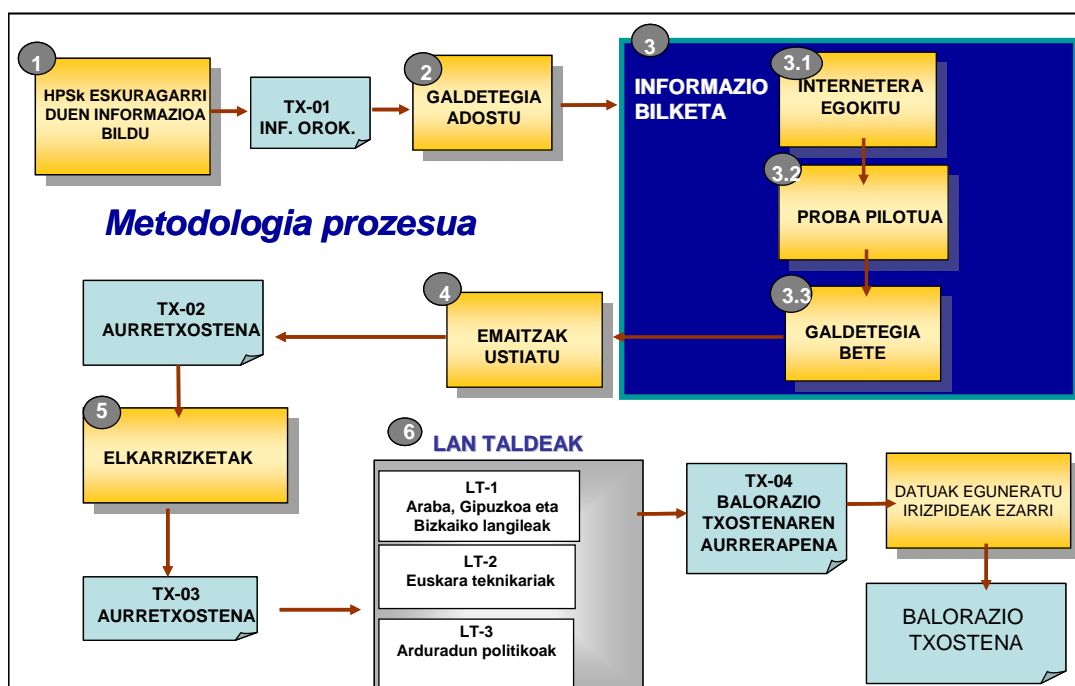 1
HPSk ESKURAGARRI
DUEN INFORMAZIOA
BILDU
TX-01
INF. OROK.
2
GALDETEGIA
ADOSTU
3
INFORMAZIO
BILKETA
3.1
INTERNETERA
EGOKITU
3.2
PROBA PILOTUA
3.3
GALDETEGIA
BETE
Metodologia prozesua
4
EMAITZAK
USTIATU
TX-02
AURRETXOSTENA
5
ELKARRIZKETAK
TX-03
AURRETXOSTENA
6
LAN TALDEAK
LT-1
Araba, Gipuzkoa eta
Bizkaiko langileak
LT-2
Euskara teknikariak
LT-3
Arduradun politikoak
TX-04
BALORAZIO
TXOSTENAREN
AURRERAPENA
DATUAK EGUNERATU
IRIZPIDEAK EZARRI
BALORAZIO
TXOSTENA